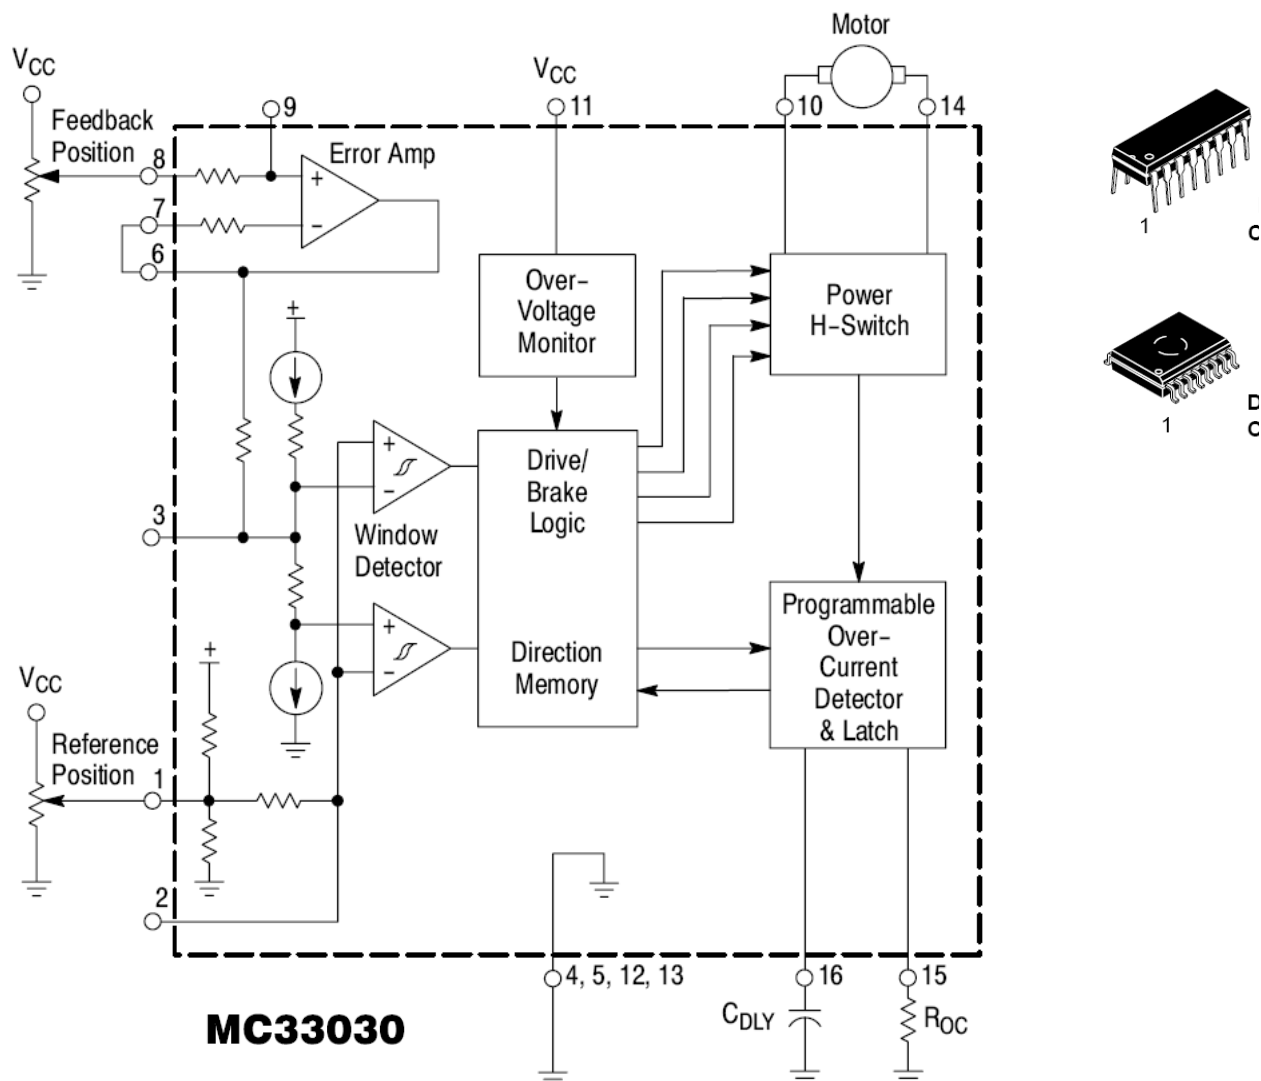 Motor
VCC
VCC
10
14
9
11
Feedback
Position
8
Error Amp
+
−
7
6
1
Over−
Voltage
Monitor
Power
H−Switch
+
+
−
Drive/
Brake
Logic
1
3
Window
Detector
+
−
Direction
Memory
Programmable
Over−
Current
Detector
& Latch
+
VCC
Reference
Position
1
2
4, 5, 12, 13
16
15
CDLY
ROC
MC33030